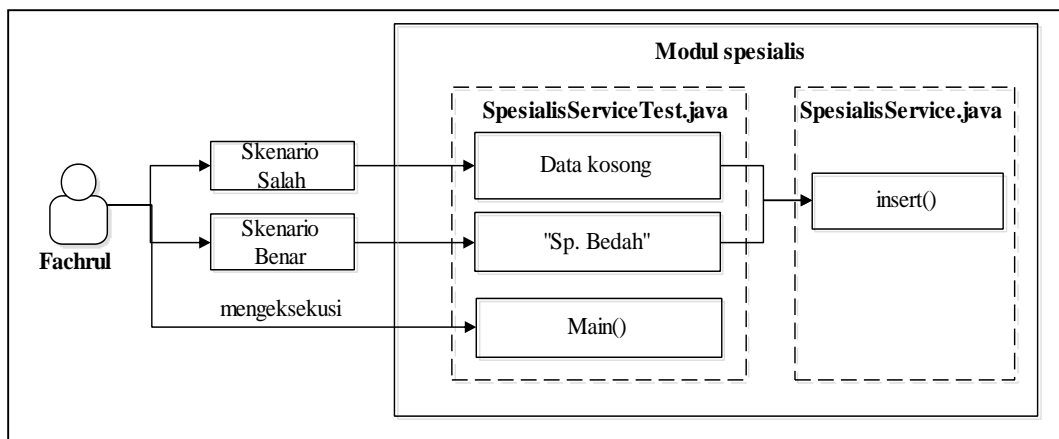 Modul spesialis
SpesialisServiceTest.java
SpesialisService.java
Skenario
Salah
Data kosong
insert()
Skenario
Benar
"Sp. Bedah"
Fachrul
mengeksekusi
Main()